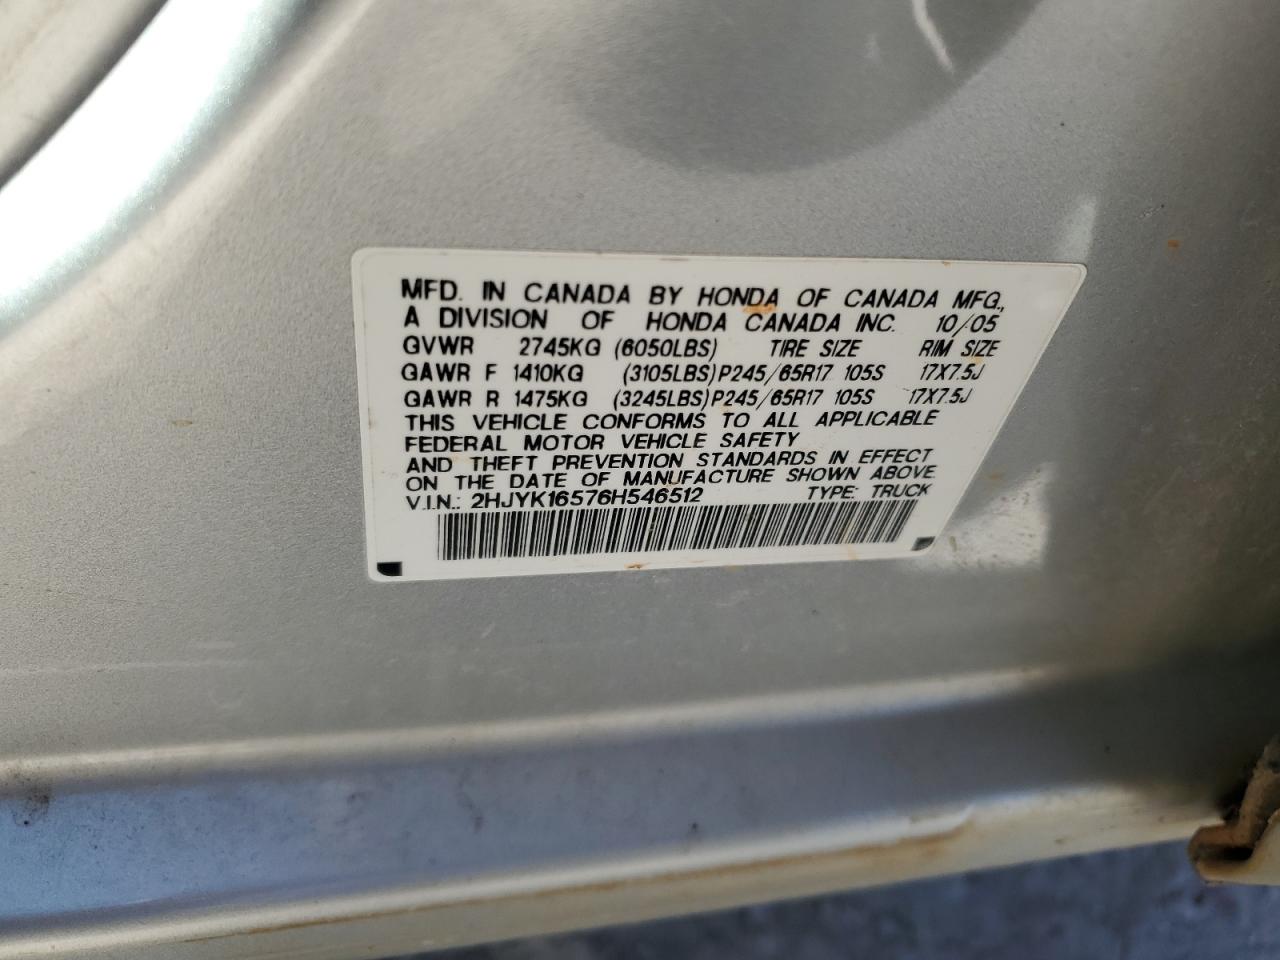 MFD. IN CANADA BY HONDA OF CANADA MFG.,
A DIVISION OF HONDA CANADA INC. 10/05
GVWR 2745KG (6050LBS) TIRE SIZE RIM SIZE
GAWR F 1410KG (3105LBS) P245/65R17 105S 17X7.5J
GAWR R 1475KG (3245LBS) P245/65R17 105S 17X7.5J
THIS VEHICLE CONFORMS TO ALL APPLICABLE
FEDERAL MOTOR VEHICLE SAFETY
AND THEFT PREVENTION STANDARDS IN EFFECT
ON THE DATE OF MANUFACTURE SHOWN ABOVE.
V.I.N.: 2HJYK16576H546512 TYPE: TRUCK